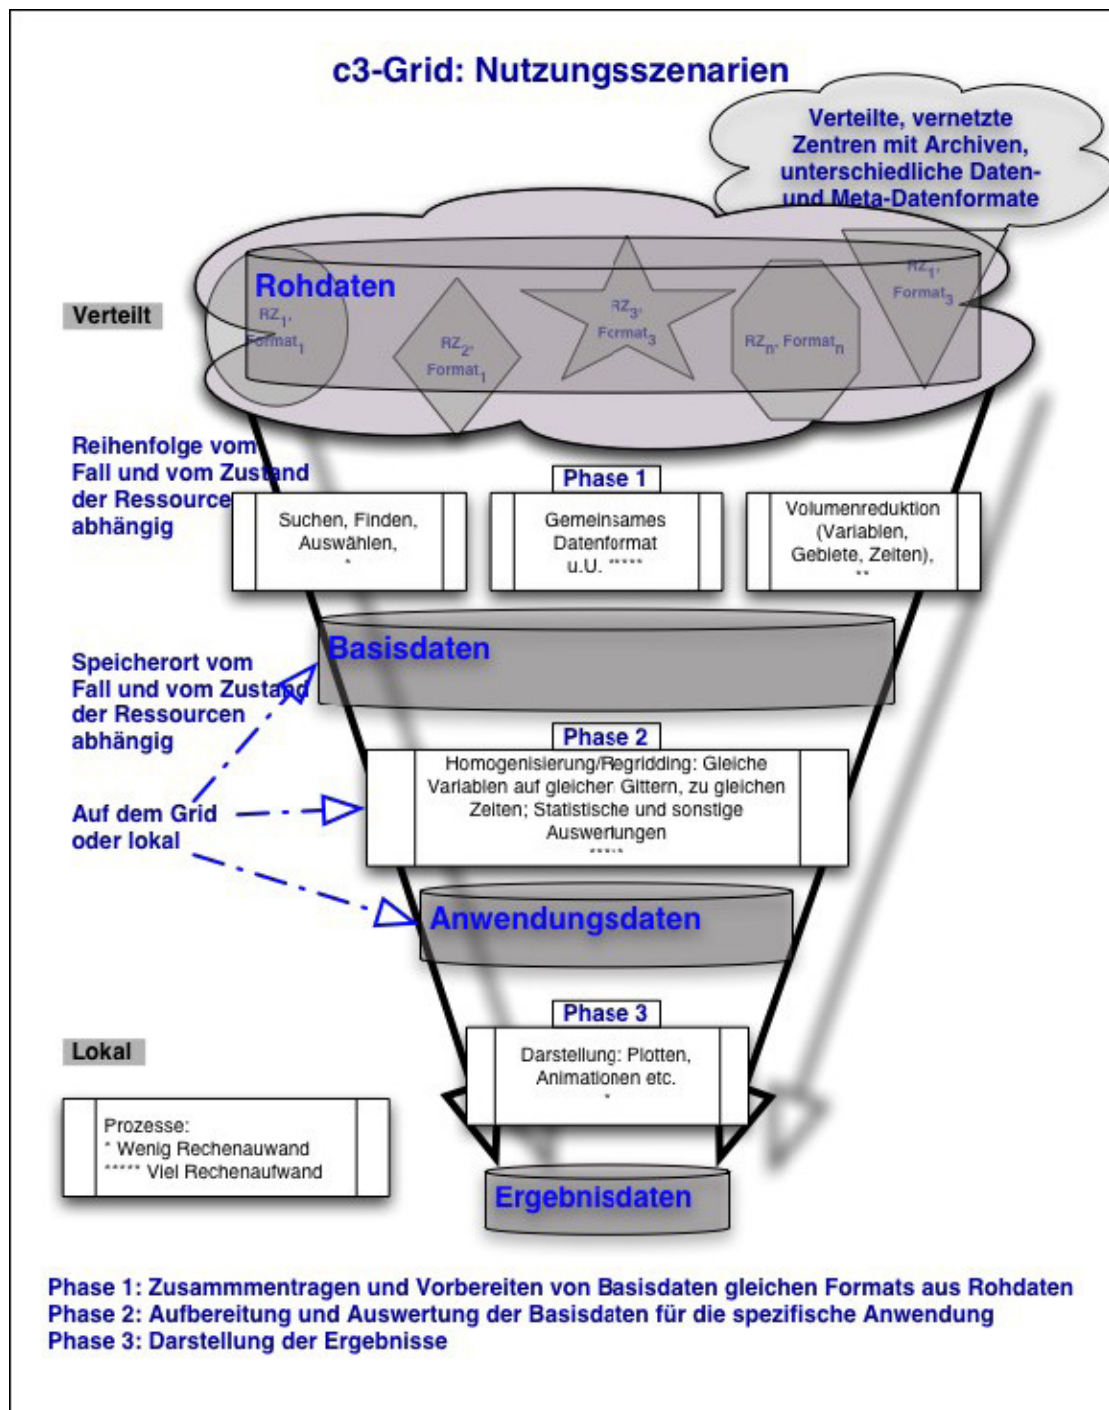 c3-Grid: Nutzungsszenarien
Verteilte, vernetzte
Zentren mit Archiven,
unterschiedliche Daten-
und Meta-Datenformate
Rohdaten
RZ1,
Format1
RZ2,
Format1
RZ3,
Format3
RZn, Formatn
RZ1,
Format3
Verteilt
Reihenfolge vom
Fall und vom Zustand
der Ressourcen
abhängig
Phase 1
Suchen, Finden,
Auswählen,
*
Gemeinsames
Datenformat
u.U. *****
Volumenreduktion
(Variablen,
Gebiete, Zeiten),
**
Basisdaten
Speicherort vom
Fall und vom Zustand
der Ressourcen
abhängig
Phase 2
Homogenisierung/Regridding: Gleiche
Variablen auf gleichen Gittern, zu gleichen
Zeiten; Statistische und sonstige
Auswertungen
*****
Auf dem Grid
oder lokal
Anwendungsdaten
Phase 3
Darstellung: Plotten,
Animationen etc.
*
Lokal
Prozesse:
* Wenig Rechenauwand
***** Viel Rechenaufwand
Ergebnisdaten
Phase 1: Zusammmentragen und Vorbereiten von Basisdaten gleichen Formats aus Rohdaten
Phase 2: Aufbereitung und Auswertung der Basisdaten für die spezifische Anwendung
Phase 3: Darstellung der Ergebnisse